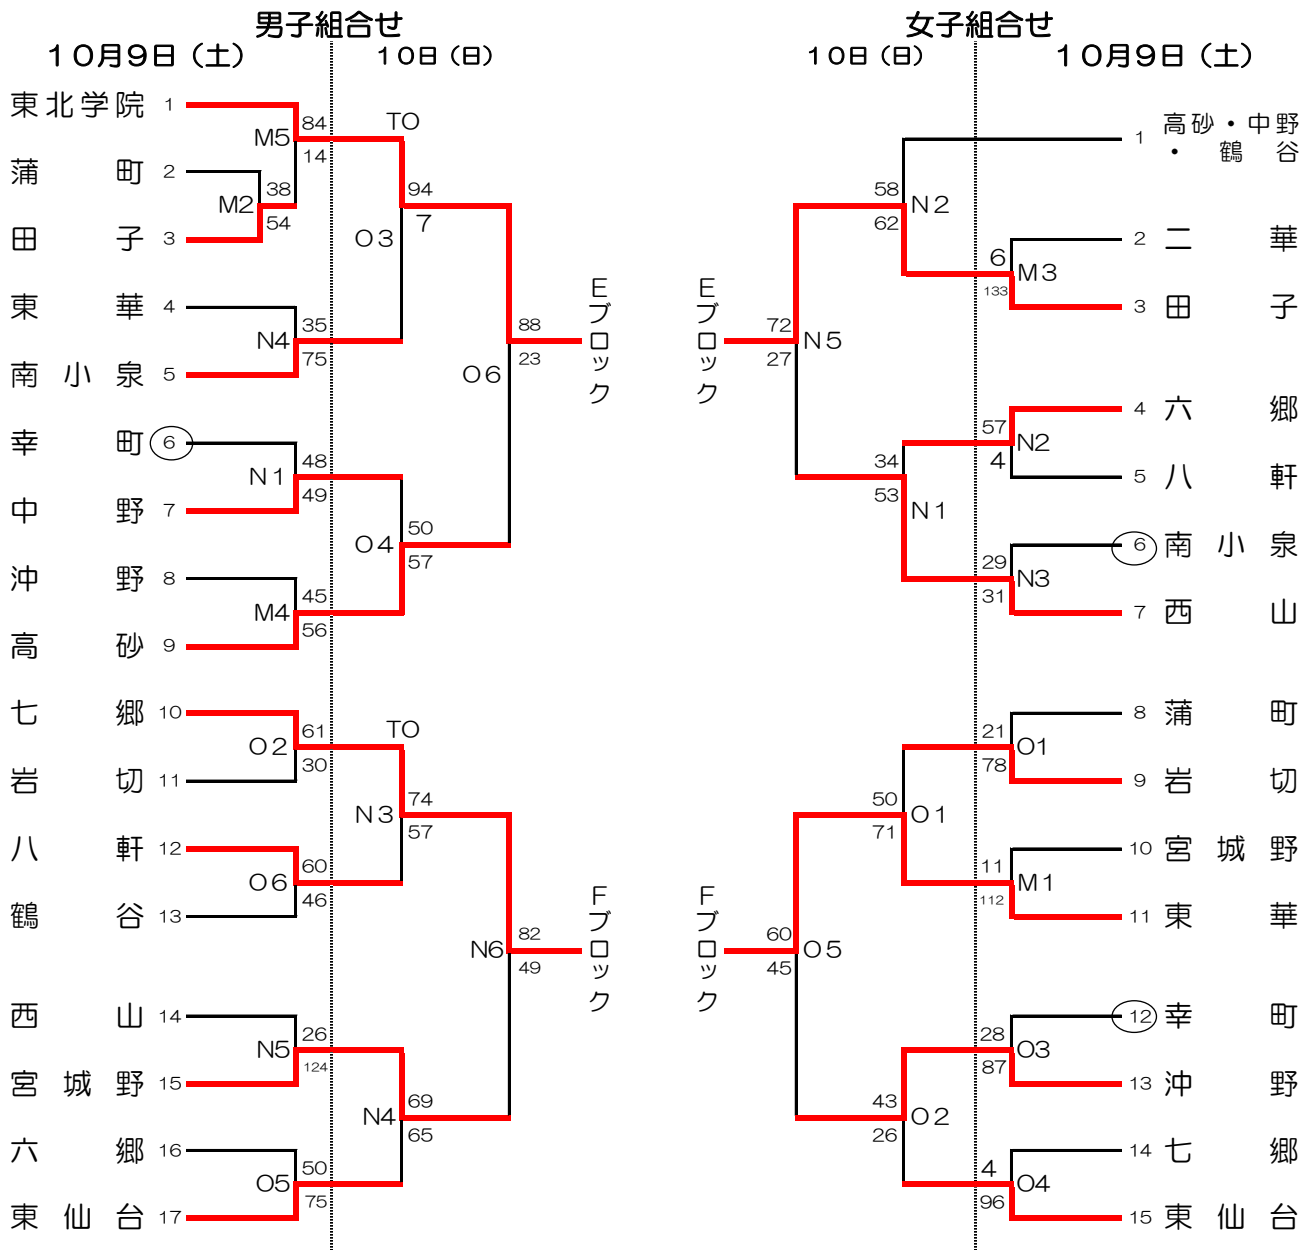 男子組合せ
女子組合せ
10月9日（土）
10日（日）
10日（日）
10月9日（土）
東北学院 1
M5
84
14
TO
蒲町 2
M2
38
54
田子 3
94
7
O3
東華 4
N4
35
75
南小泉 5
88
23
O6
Eブロック
幸町 6
N1
48
49
中野 7
50
57
O4
沖野 8
M4
45
56
高砂 9
七郷 10
O2
61
30
TO
岩切 11
74
57
N3
八軒 12
O6
60
46
鶴谷 13
82
49
N6
Fブロック
西山 14
N5
26
124
宮城野 15
69
65
N4
六郷 16
O5
50
75
東仙台 17
1 高砂・中野
・鶴谷
58
62
N2
2 二華
6
133
M3
3 田子
Eブロック
72
27
N5
4 六郷
57
4
N2
5 八軒
34
53
N1
6 南小泉
29
31
N3
7 西山
8 蒲町
21
78
O1
9 岩切
50
71
O1
10 宮城野
11
112
M1
11 東華
Fブロック
60
45
O5
12 幸町
28
87
O3
13 沖野
43
26
O2
14 七郷
4
96
O4
15 東仙台